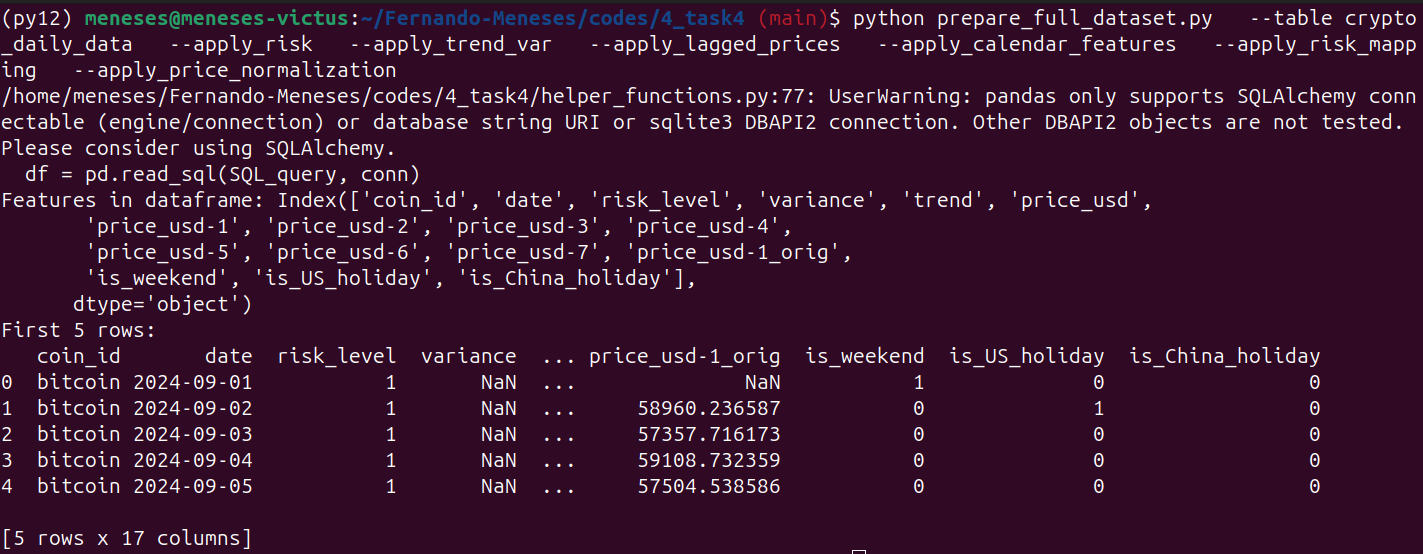 (py12) meneses@meneses-victus:~/Fernando-Meneses/codes/4_task4 (main)$ python prepare_full_dataset.py   --table crypto
_daily_data   --apply_risk   --apply_trend_var   --apply_lagged_prices   --apply_calendar_features   --apply_risk_mapp
ing   --apply_price_normalization
/home/meneses/Fernando-Meneses/codes/4_task4/helper_functions.py:77: UserWarning: pandas only supports SQLAlchemy conn
ectable (engine/connection) or database string URI or sqlite3 DBAPI2 connection. Other DBAPI2 objects are not tested.
Please consider using SQLAlchemy.
  df = pd.read_sql(SQL_query, conn)
Features in dataframe: Index(['coin_id', 'date', 'risk_level', 'variance', 'trend', 'price_usd',
       'price_usd-1', 'price_usd-2', 'price_usd-3', 'price_usd-4',
       'price_usd-5', 'price_usd-6', 'price_usd-7', 'price_usd-1_orig',
       'is_weekend', 'is_US_holiday', 'is_China_holiday'],
      dtype='object')
First 5 rows:
   coin_id       date  risk_level  variance  ...  price_usd-1_orig  is_weekend  is_US_holiday  is_China_holiday
0  bitcoin 2024-09-01           1       NaN  ...               NaN           1              0                 0
1  bitcoin 2024-09-02           1       NaN  ...      58960.236587           0              1                 0
2  bitcoin 2024-09-03           1       NaN  ...      57357.716173           0              0                 0
3  bitcoin 2024-09-04           1       NaN  ...      59108.732359           0              0                 0
4  bitcoin 2024-09-05           1       NaN  ...      57504.538586           0              0                 0
[5 rows x 17 columns]